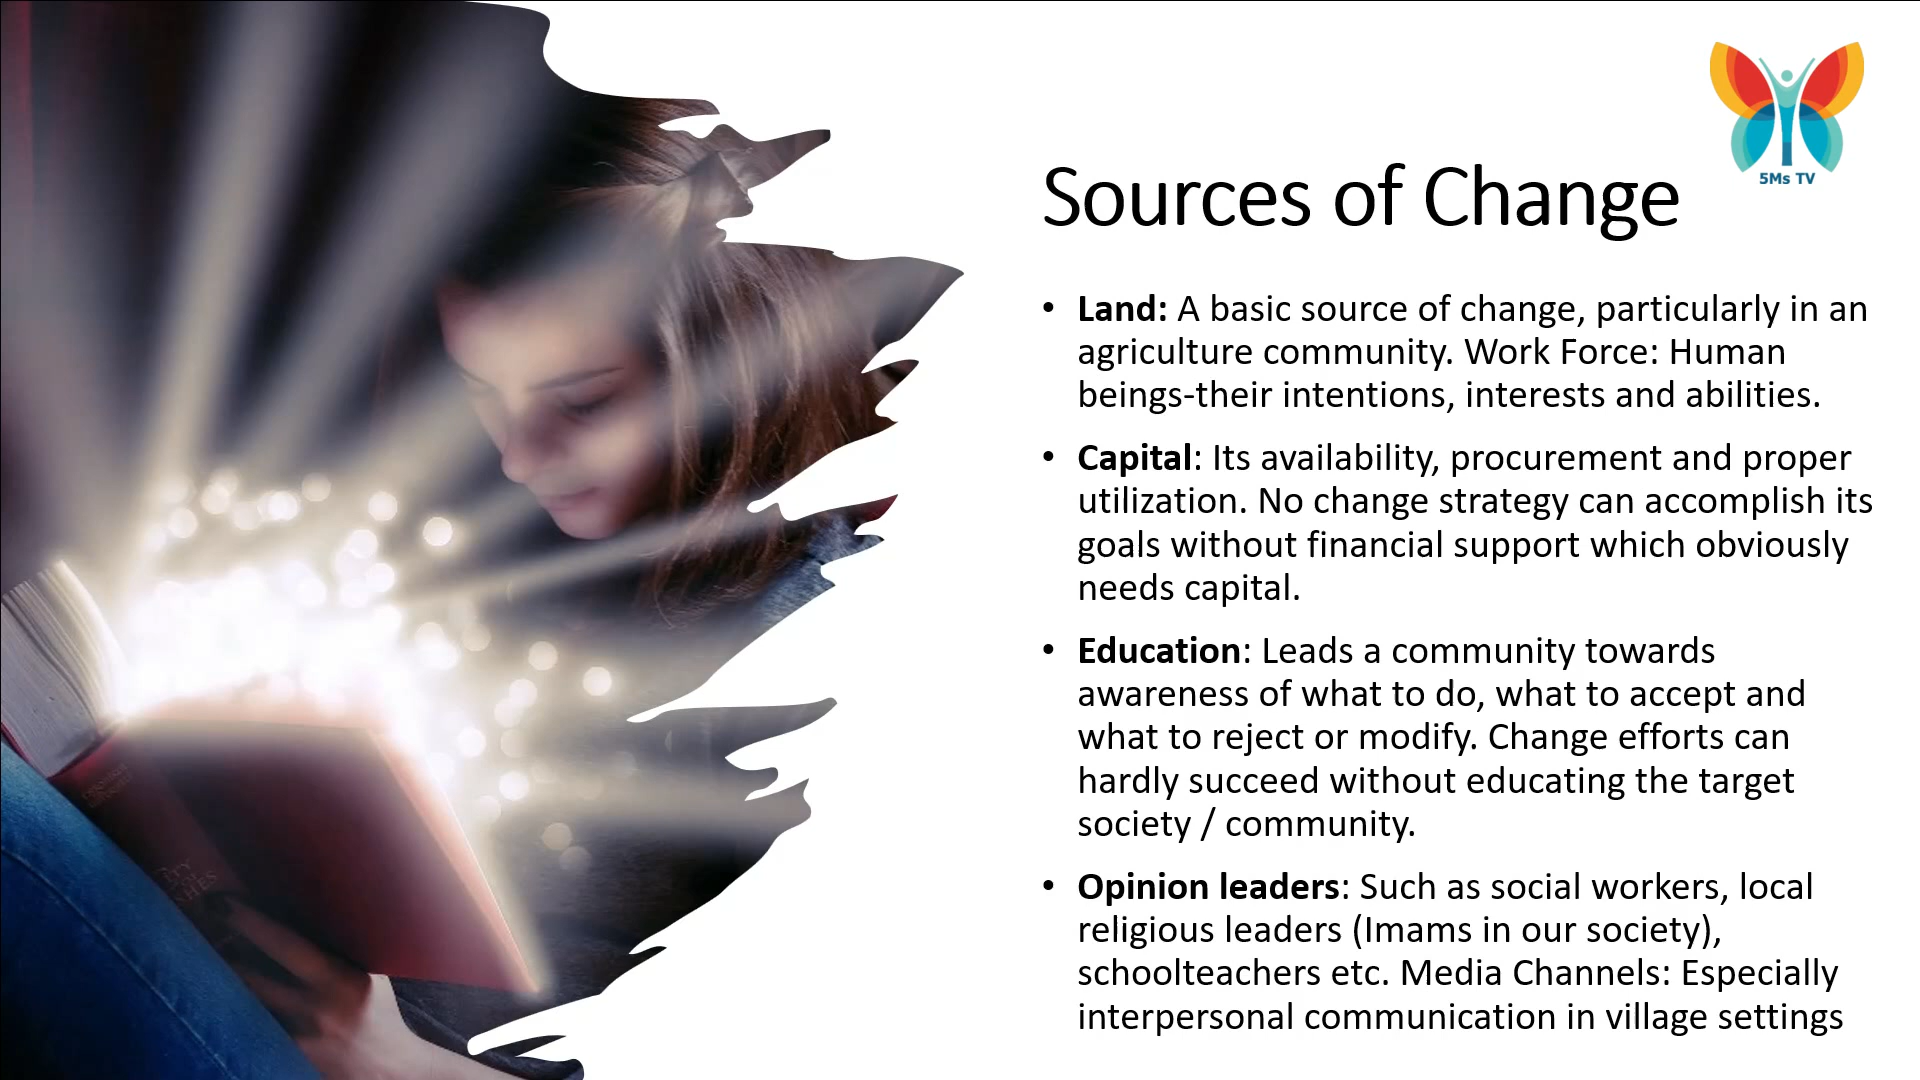 5Ms TV
Sources of Change
• Land: A basic source of change, particularly in an
agriculture community. Work Force: Human
beings-their intentions, interests and abilities.
• Capital: Its availability, procurement and proper
utilization. No change strategy can accomplish its
goals without financial support which obviously
needs capital.
• Education: Leads a community towards
awareness of what to do, what to accept and
what to reject or modify. Change efforts can
hardly succeed without educating the target
society / community.
• Opinion leaders: Such as social workers, local
religious leaders (Imams in our society),
schoolteachers etc. Media Channels: Especially
interpersonal communication in village settings